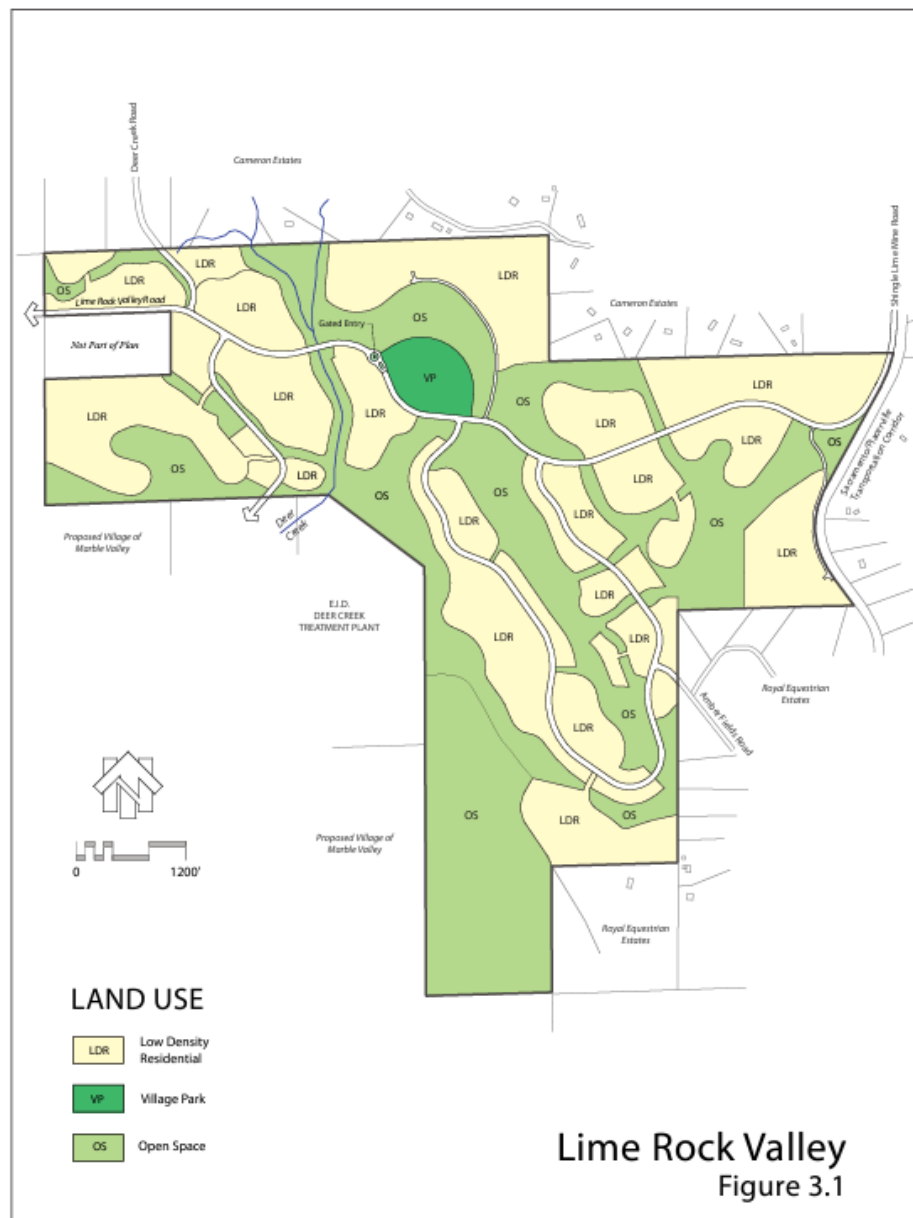 Deer Creek Road
Cameron Estates
Shingle Lime Mine Road
LDR
LDR
LDR
OS
LDR
Lime Rock Valley Road
LDR
Cameron Estates
OS
Gated Entry
Not Part of Plan
VP
LDR
OS
LDR
LDR
LDR
LDR
LDR
OS
Sacramento/Placerville
Transportation Corridor
OS
LDR
LDR
OS
OS
LDR
OS
LDR
LDR
OS
Deer
Creek
Proposed Village of
Marble Valley
LDR
LDR
E.I.D.
DEER CREEK
TREATMENT PLANT
LDR
LDR
Royal Equestrian
Estates
Amber Fields Road
OS
LDR
N
OS
LDR
OS
Proposed Village of
Marble Valley
0 1200'
Royal Equestrian
Estates
LAND USE
LDR Low Density
Residential
VP Village Park
OS Open Space
Lime Rock Valley
Figure 3.1